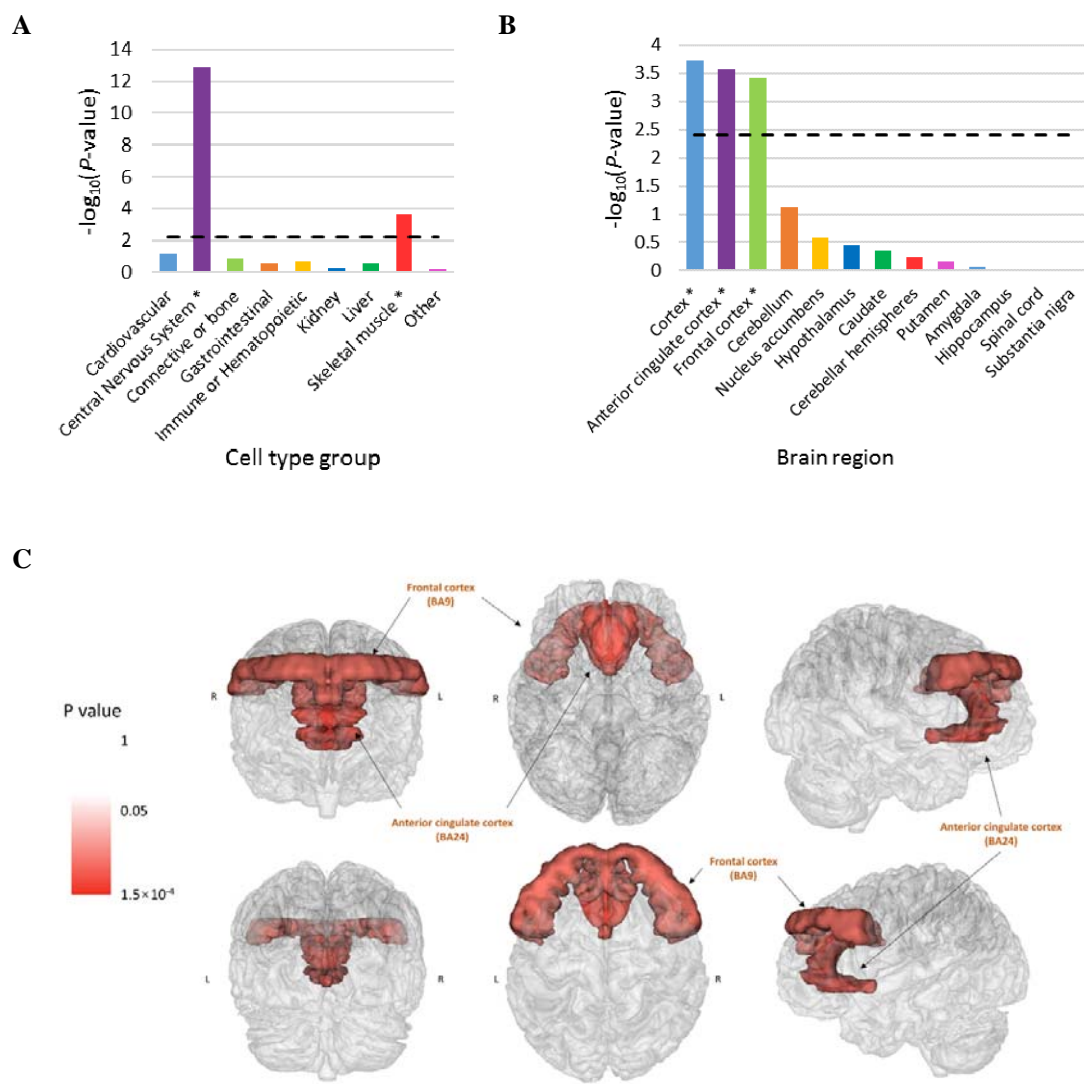 A
-log10(P-value)
14
12
10
8
6
4
2
0
Cardiovascular
Central Nervous System *
Connective or bone
Gastrointestinal
Immune or Hematopoietic
Kidney
Liver
Skeletal muscle *
Other
Cell type group
B
-log10(P-value)
4
3.5
3
2.5
2
1.5
1
0.5
0
Cortex *
Anterior cingulate cortex *
Frontal cortex *
Cerebellum
Nucleus accumbens
Hypothalamus
Caudate
Cerebellar hemispheres
Putamen
Amygdala
Hippocampus
Spinal cord
Substantia nigra
Brain region
C
Frontal cortex
(BA9)
R
L
R
L
P value
1
0.05
1.5×10⁻⁴
Anterior cingulate cortex
(BA24)
Anterior cingulate cortex
(BA24)
Frontal cortex
(BA9)
L
R
L
R